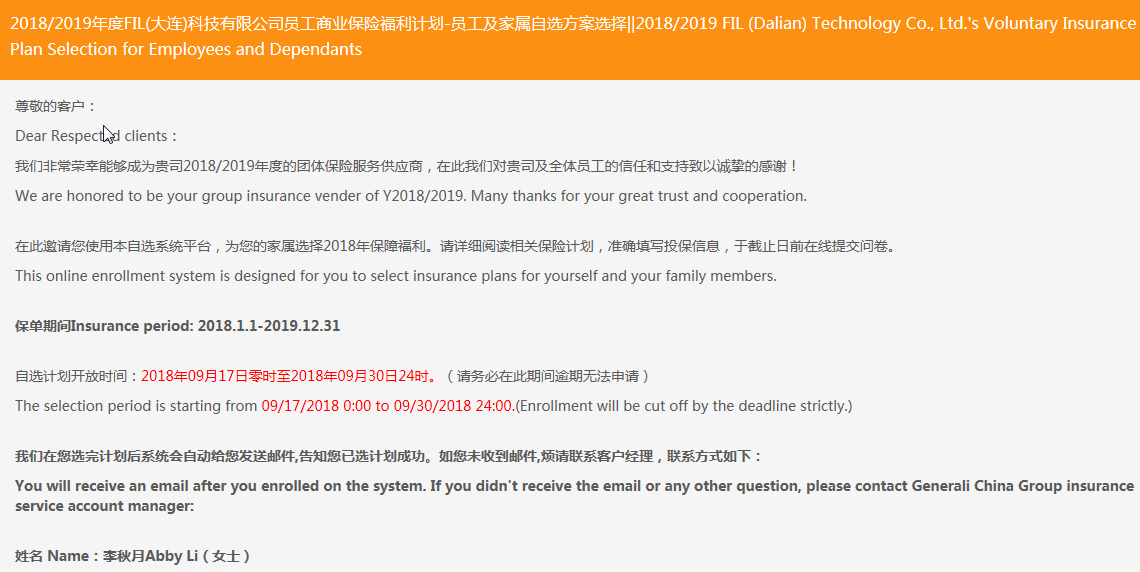 2018/2019年度FIL(大连)科技有限公司员工商业保险福利计划-员工及家属自选方案选择||2018/2019 FIL (Dalian) Technology Co., Ltd.'s Voluntary Insurance
Plan Selection for Employees and Dependants
尊敬的客户：
Dear Respected clients：
我们非常荣幸能够成为贵司2018/2019年度的团体保险服务供应商，在此我们对贵司及全体员工的信任和支持致以诚挚的感谢！
We are honored to be your group insurance vender of Y2018/2019. Many thanks for your great trust and cooperation.
在此邀请您使用本自选系统平台，为您的家属选择2018年保障福利。请详细阅读相关保险计划，准确填写投保信息，于截止日前在线提交问卷。
This online enrollment system is designed for you to select insurance plans for yourself and your family members.
保单期间Insurance period: 2018.1.1-2019.12.31
自选计划开放时间：2018年09月17日零时至2018年09月30日24时。（请务必在此期间逾期无法申请）
The selection period is starting from 09/17/2018 0:00 to 09/30/2018 24:00.(Enrollment will be cut off by the deadline strictly.)
我们在您选完计划后系统会自动给您发送邮件,告知您已选计划成功。如您未收到邮件,烦请联系客户经理，联系方式如下：
You will receive an email after you enrolled on the system. If you didn't receive the email or any other question, please contact Generali China Group insurance
service account manager:
姓名 Name：李秋月Abby Li（女士）